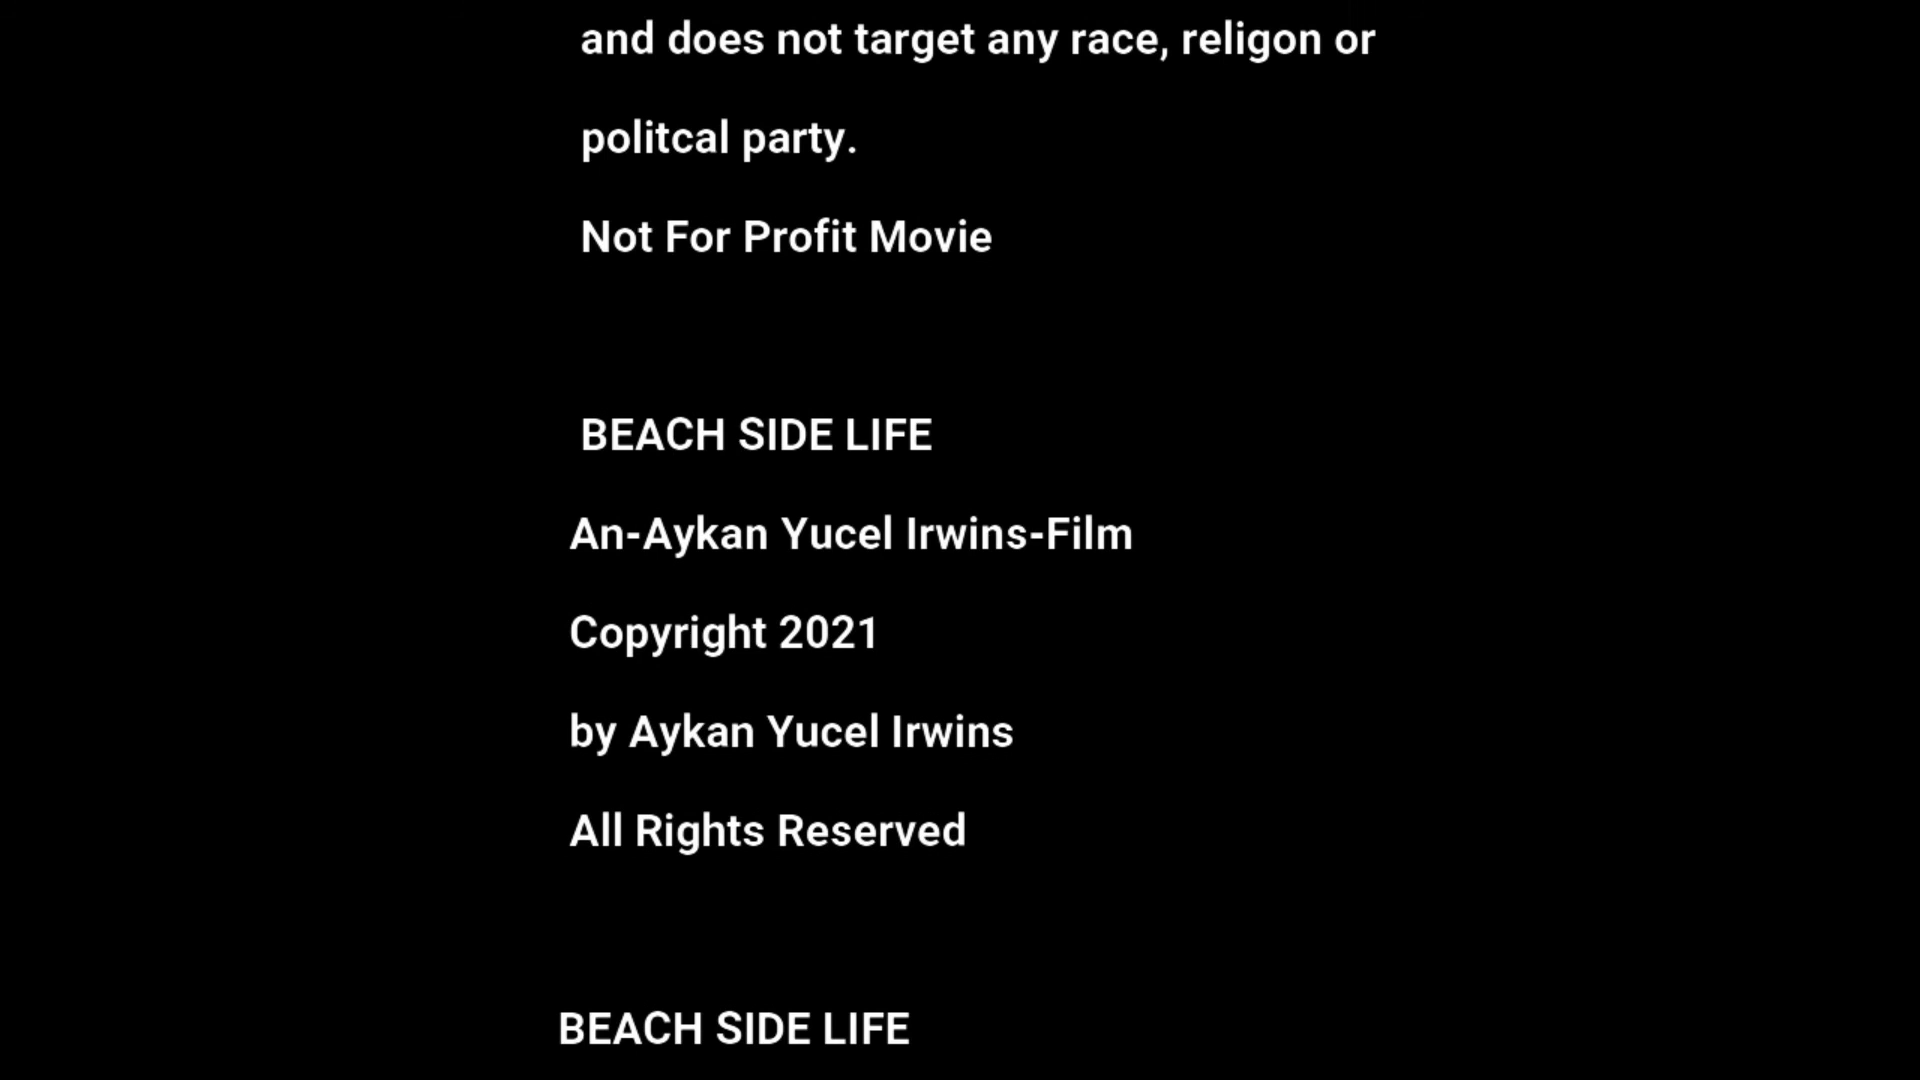 and does not target any race, religon or
politcal party.
Not For Profit Movie
BEACH SIDE LIFE
An-Aykan Yucel Irwins-Film
Copyright 2021
by Aykan Yucel Irwins
All Rights Reserved
BEACH SIDE LIFE